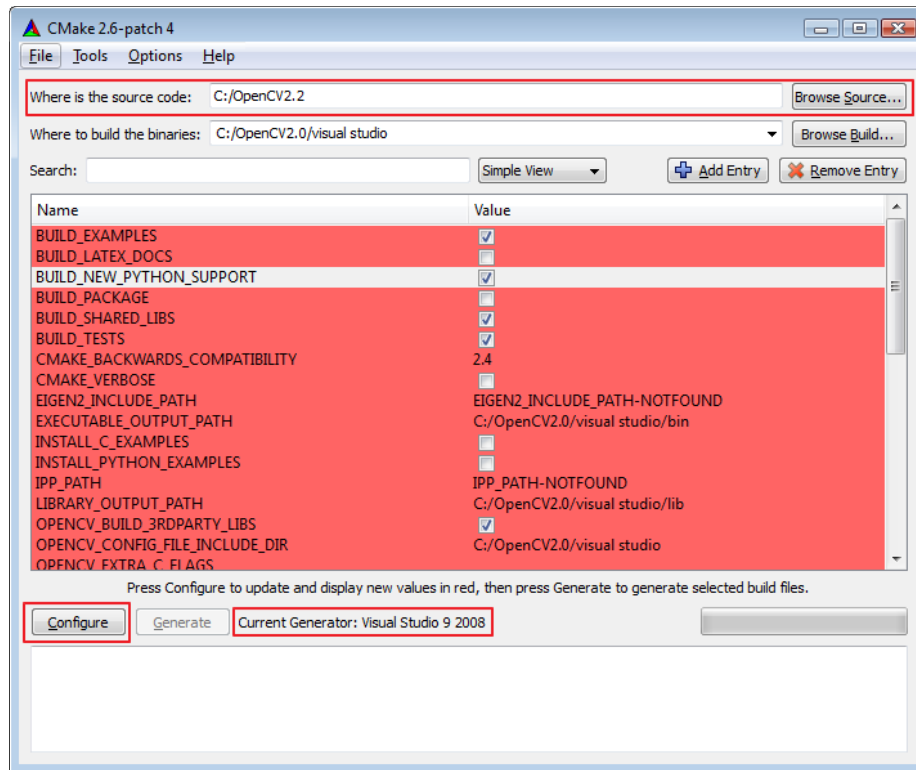 CMake 2.6-patch 4
File Tools Options Help
Where is the source code: C:/OpenCV2.2 Browse Source...
Where to build the binaries: C:/OpenCV2.0/visual studio Browse Build...
Search: Simple View Add Entry Remove Entry
Name Value
BUILD_EXAMPLES
BUILD_LATEX_DOCS
BUILD_NEW_PYTHON_SUPPORT
BUILD_PACKAGE
BUILD_SHARED_LIBS
BUILD_TESTS
CMAKE_BACKWARDS_COMPATIBILITY 2.4
CMAKE_VERBOSE
EIGEN2_INCLUDE_PATH EIGEN2_INCLUDE_PATH-NOTFOUND
EXECUTABLE_OUTPUT_PATH C:/OpenCV2.0/visual studio/bin
INSTALL_C_EXAMPLES
INSTALL_PYTHON_EXAMPLES
IPP_PATH IPP_PATH-NOTFOUND
LIBRARY_OUTPUT_PATH C:/OpenCV2.0/visual studio/lib
OPENCV_BUILD_3RDPARTY_LIBS
OPENCV_CONFIG_FILE_INCLUDE_DIR C:/OpenCV2.0/visual studio
OPENCV_EXTRA_C_FLAGS
Press Configure to update and display new values in red, then press Generate to generate selected build files.
Configure Generate Current Generator: Visual Studio 9 2008